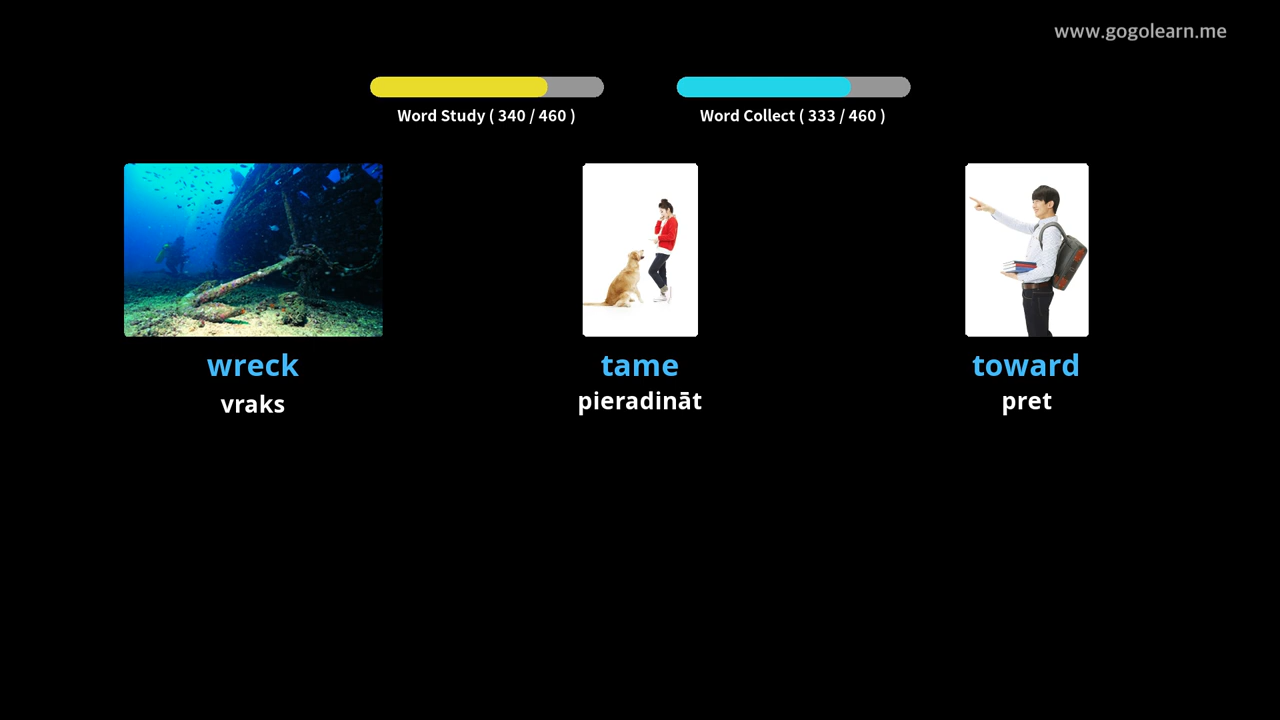 www.gogolearn.me
Word Study ( 340 / 460 )
Word Collect ( 333 / 460 )
wreck
vraks
tame
pieradināt
toward
pret